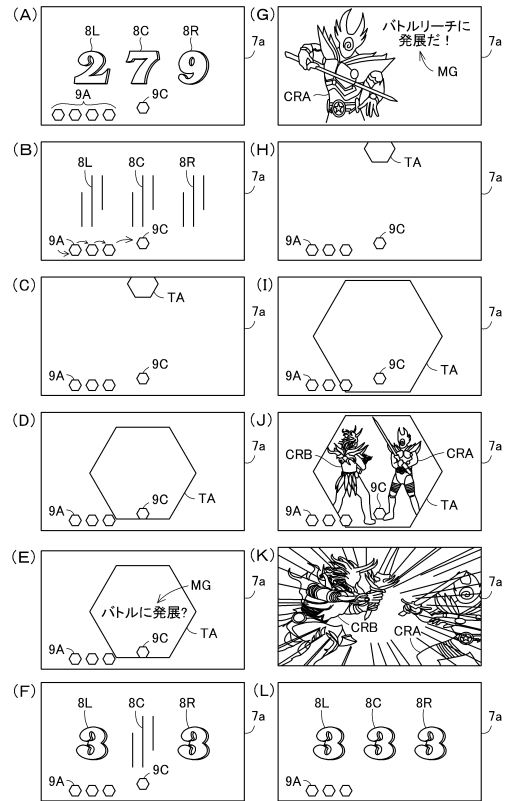 (A)
8L 8C 8R
2 7 9
7a
9A
9C
(B)
8L 8C 8R
7a
9A
9C
(C)
TA
7a
9A
9C
(D)
7a
9C
TA
9A
(E)
MG
7a
バトルに発展?
TA
9A
9C
(F)
8L 8C 8R
3 3
7a
9A
9C
(G)
バトルリーチに
発展だ!
7a
MG
CRA
(H)
TA
7a
9A
9C
(I)
7a
9C
9A
TA
(J)
CRB
CRA
7a
9C
TA
9A
(K)
7a
CRB
CRA
(L)
8L 8C 8R
3 3 3
7a
9A